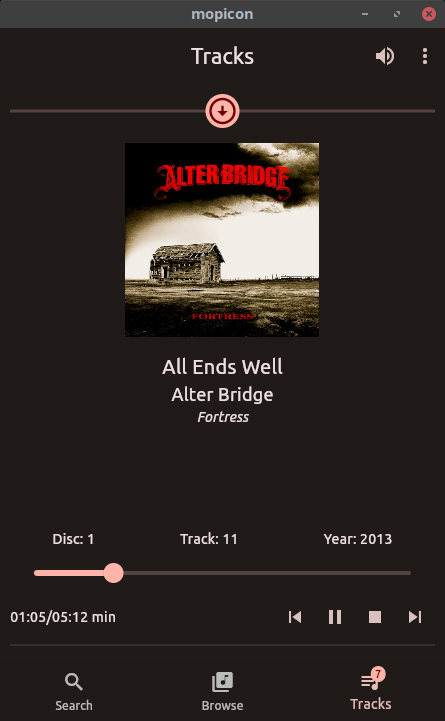 mopicon
Tracks
ALTER BRIDGE
FORTRESS
All Ends Well
Alter Bridge
Fortress
Disc: 1 Track: 11 Year: 2013
01:05/05:12 min
7
Search Browse Tracks